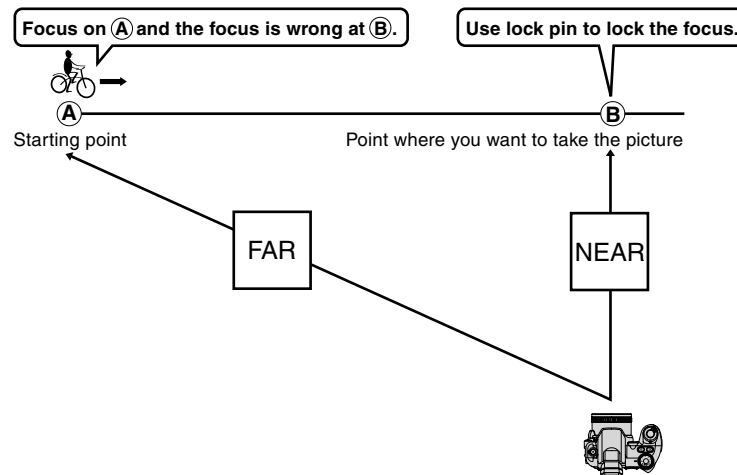 Focus on Ⓐ and the focus is wrong at Ⓑ.
Use lock pin to lock the focus.
A
B
Starting point
Point where you want to take the picture
FAR
NEAR